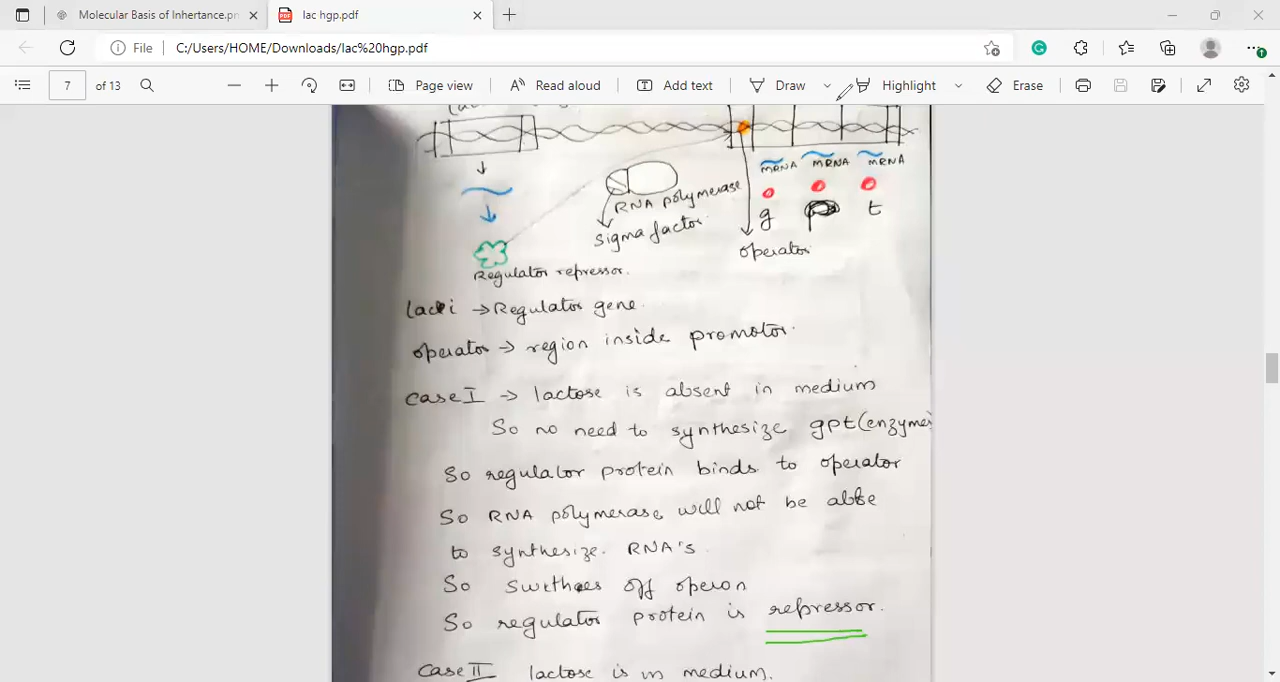 Molecular Basis of Inhertance.pn
lac hgp.pdf
File
C:/Users/HOME/Downloads/lac%20hgp.pdf
7
of 13
Page view
Read aloud
Add text
Draw
Highlight
Erase
mRNA mRNA mRNA
RNA polymerase
g p t
Sigma factor
operator
Regulator repressor.
laci → Regulator gene
operator → region inside promotor.
case I → lactose is absent in medium
So no need to synthesize gpt(enzymes
So regulator protein binds to operator
So RNA polymerase will not be able
to synthesize. RNA's
So swithces off operon
So regulator protein is repressor.
case II lactose is in medium.